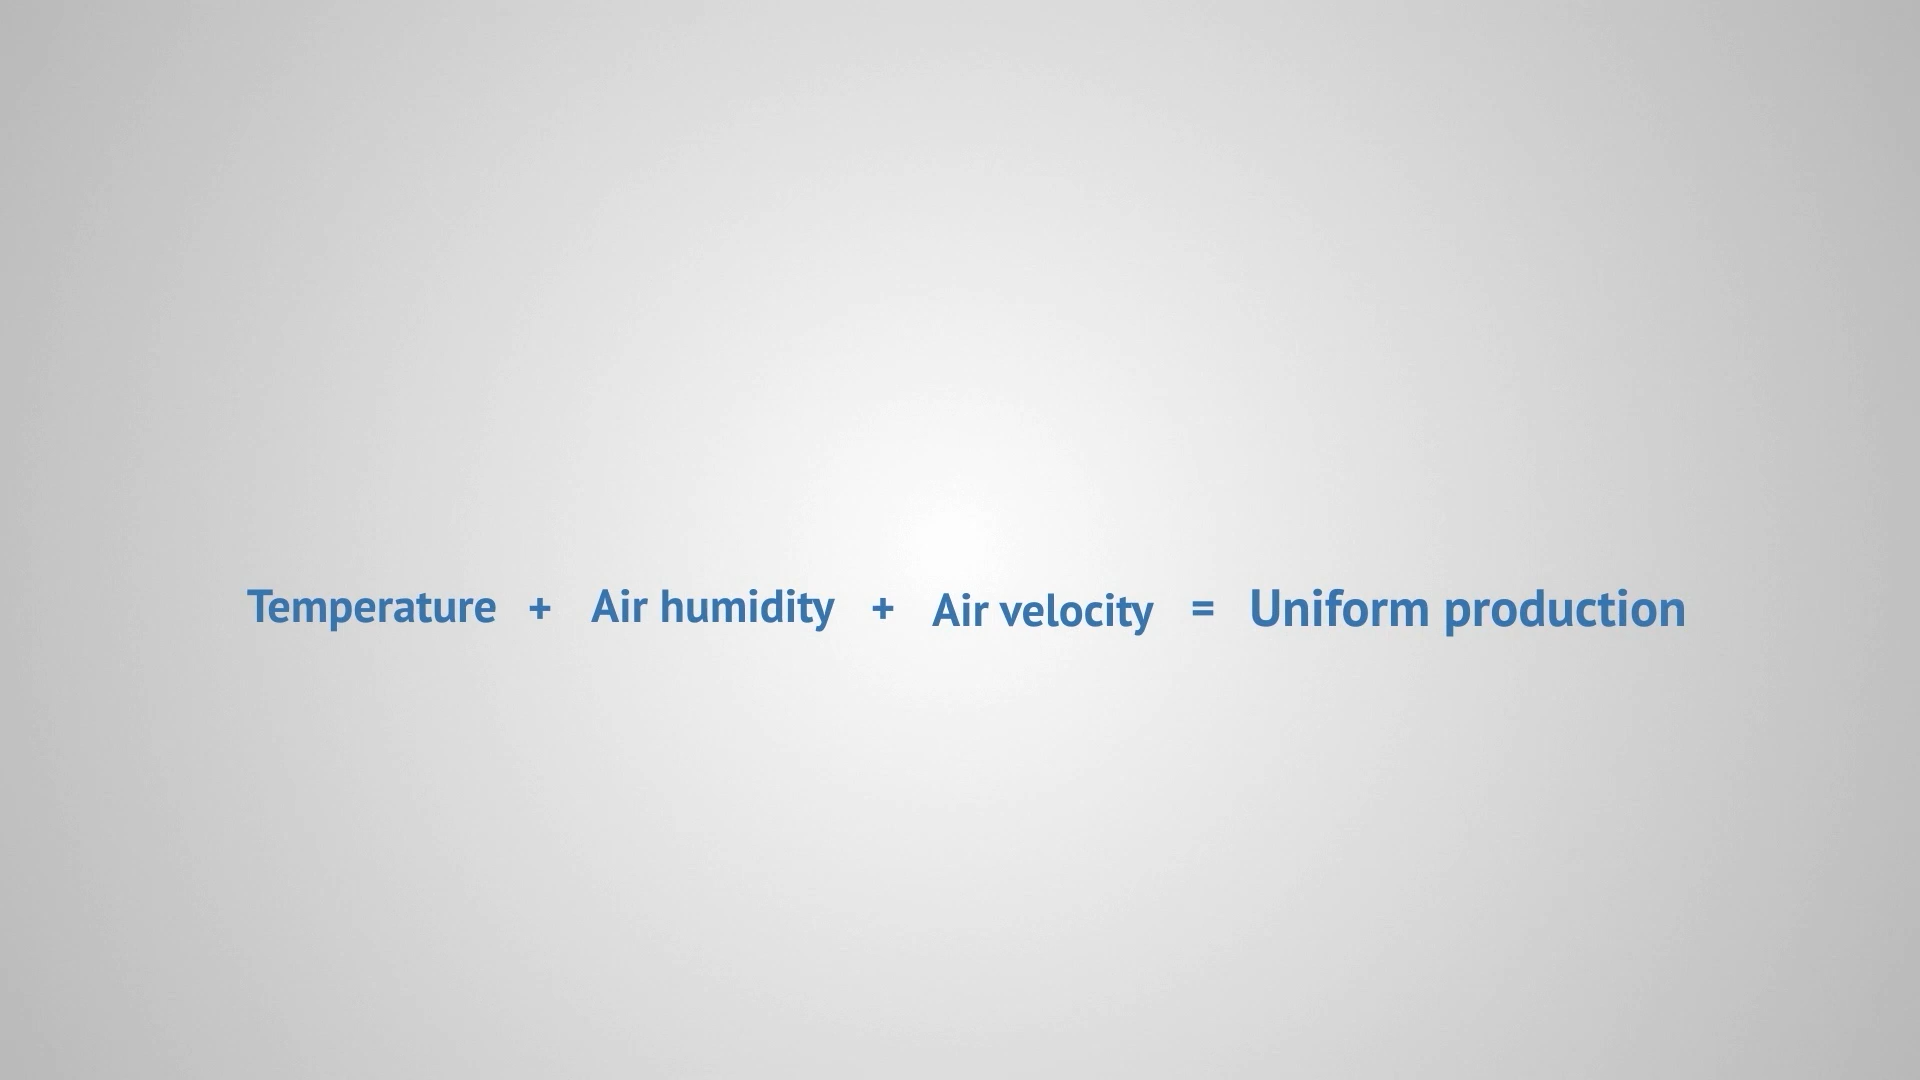 Temperature + Air humidity + Air velocity = Uniform production